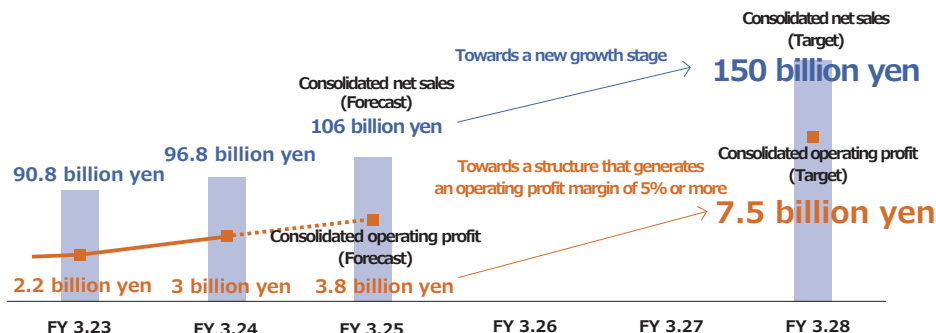 Consolidated net sales
(Target)
150 billion yen
Towards a new growth stage
Consolidated net sales
(Forecast)
106 billion yen
96.8 billion yen
90.8 billion yen
Consolidated operating profit
(Target)
7.5 billion yen
Towards a structure that generates
an operating profit margin of 5% or more
Consolidated operating profit
(Forecast)
2.2 billion yen
3 billion yen
3.8 billion yen
FY 3.23
FY 3.24
FY 3.25
FY 3.26
FY 3.27
FY 3.28